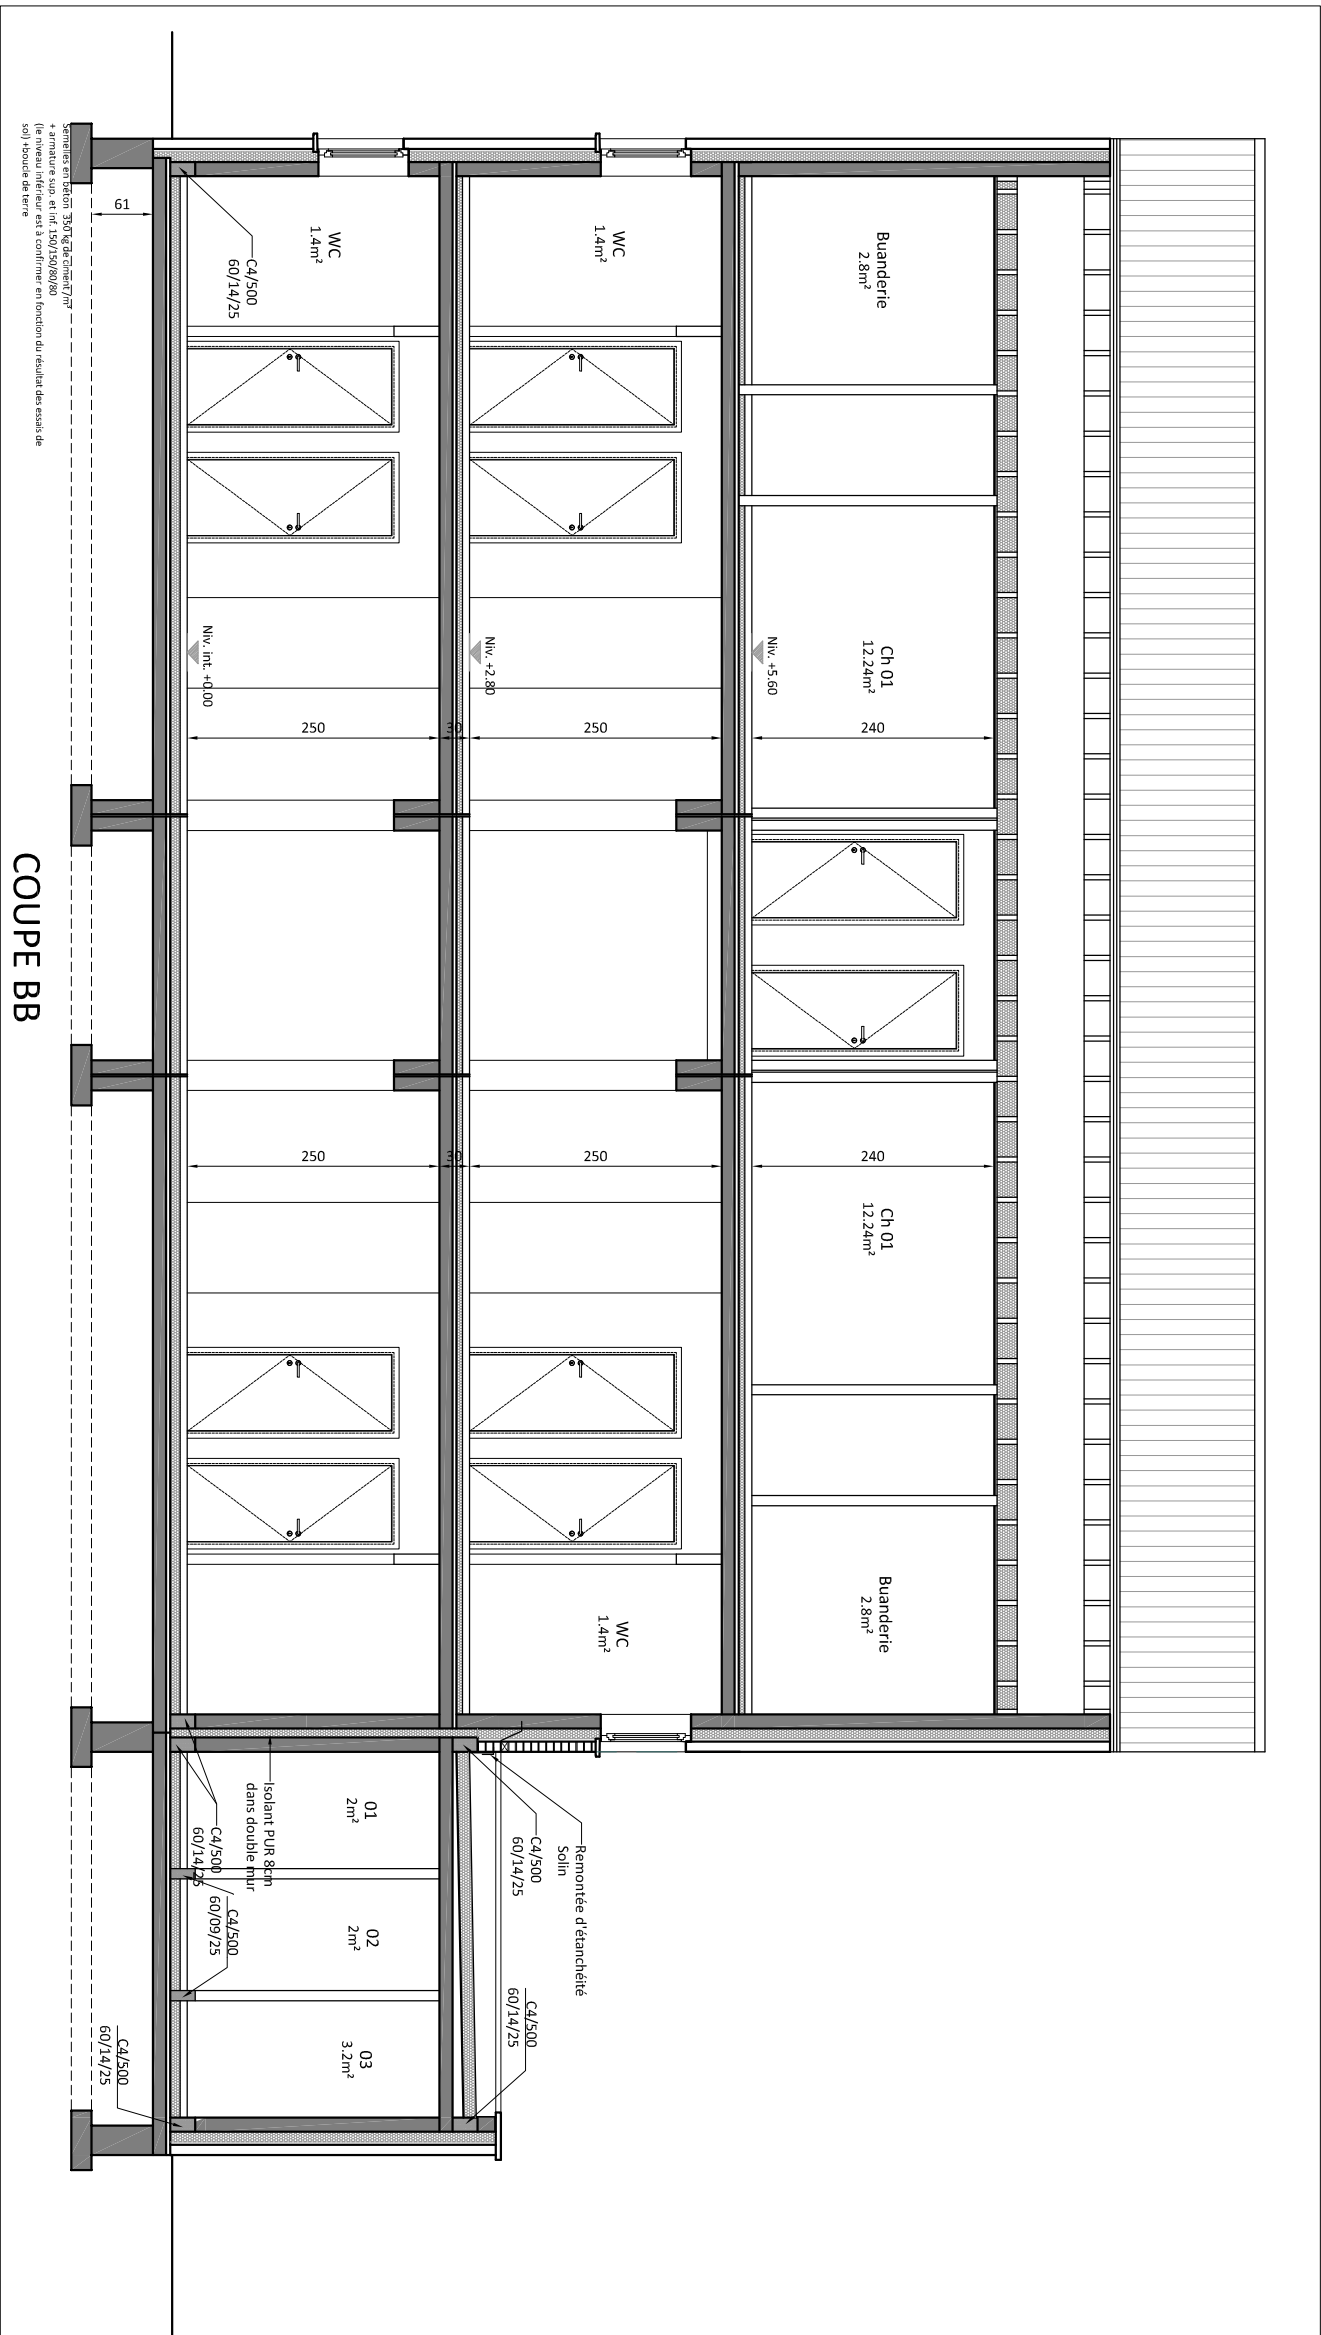 Buanderie
2.8m²
Ch 01
12.24m²
Ch 01
12.24m²
Buanderie
2.8m²
Niv. +5.60
240
240
WC
1.4m²
WC
1.4m²
Niv. +2.80
250
250
Remontée d'étanchéité
Solin
C4/500
60/14/25
C4/500
60/14/25
30
30
WC
1.4m²
C4/500
60/14/25
Niv. int. +0.00
250
250
01
2m²
02
2m²
03
3.2m²
Isolant PUR 8cm
dans double mur
C4/500
60/14/25
C4/500
60/09/25
C4/500
60/14/25
61
Semelles en béton 350 kg de ciment /m³
+ armature sup. et inf. 150/150/80/80
(le niveau inférieur est à confirmer en fonction du résultat des essais de
sol) +boucle de terre
COUPE BB